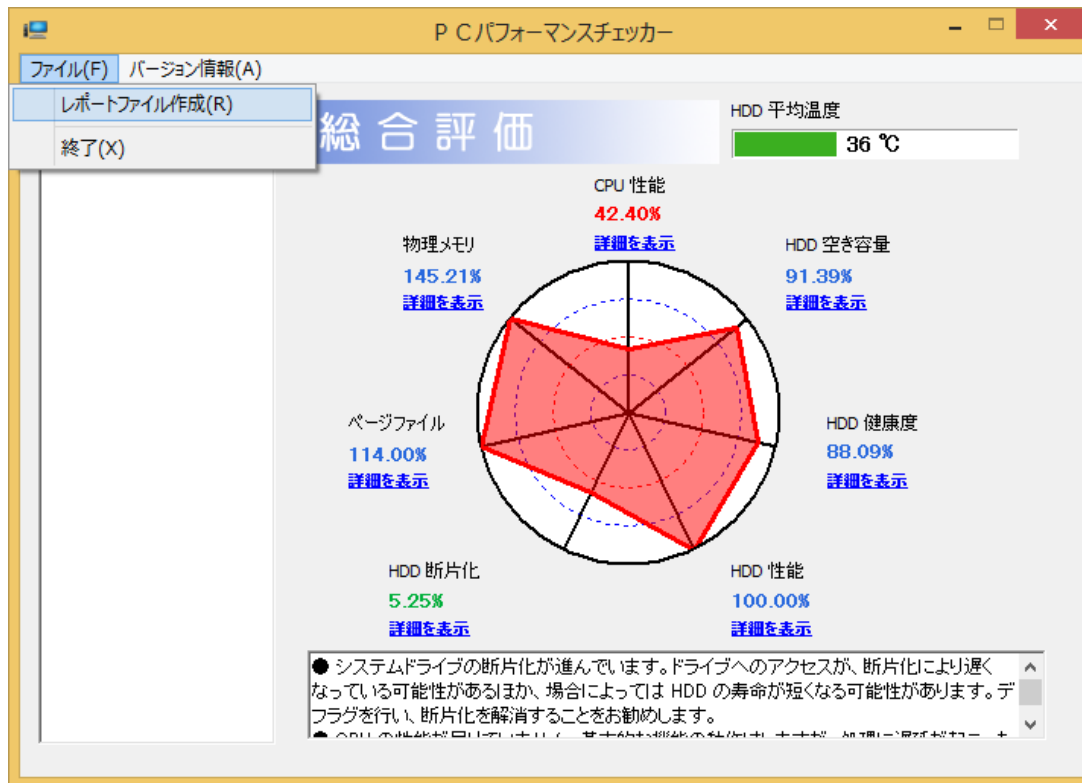 ＰＣパフォーマンスチェッカー
ファイル(F) バージョン情報(A)
レポートファイル作成(R)
終了(X)
総合評価
HDD 平均温度
36 ℃
CPU 性能
42.40%
詳細を表示
物理メモリ
145.21%
詳細を表示
HDD 空き容量
91.39%
詳細を表示
ページファイル
114.00%
詳細を表示
HDD 健康度
88.09%
詳細を表示
HDD 断片化
5.25%
詳細を表示
HDD 性能
100.00%
詳細を表示
● システムドライブの断片化が進んでいます。ドライブへのアクセスが、断片化により遅く
なっている可能性があるほか、場合によっては HDD の寿命が短くなる可能性があります。デ
フラグを行い、断片化を解消することをお勧めします。